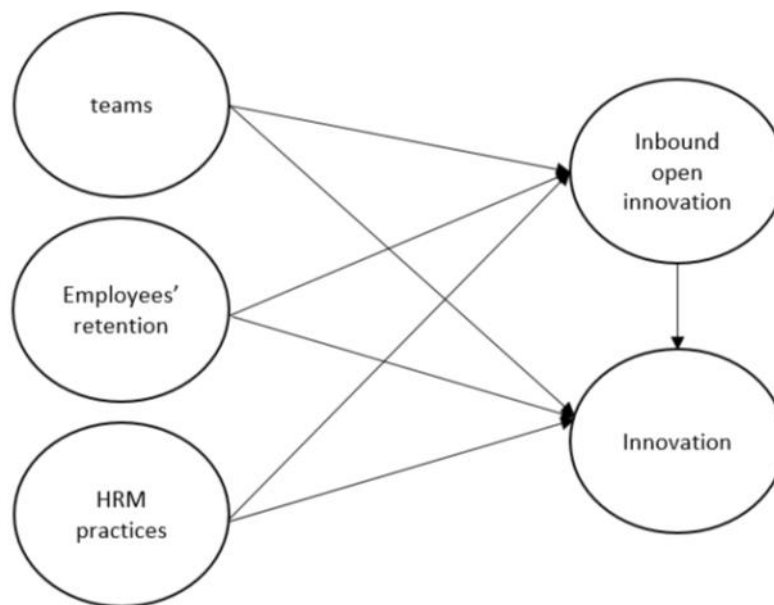 teams
Inbound
open
innovation
Employees’
retention
Innovation
HRM
practices